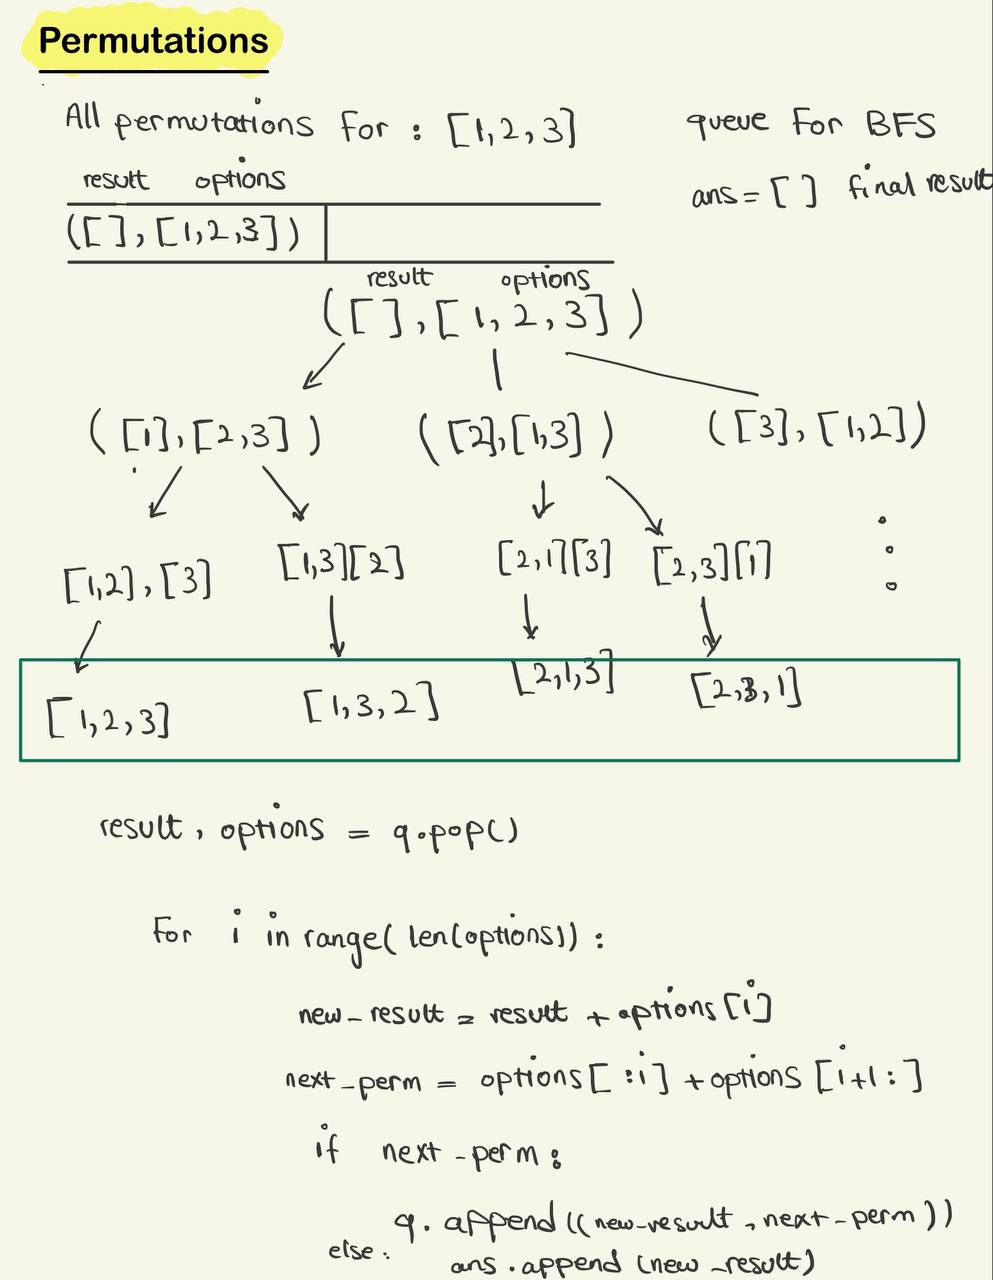 Permutations
All permutations for : [1,2,3]
queue for BFS
result options
ans = [ ] final result
([],[1,2,3])
result options
([],[1,2,3])
([1],[2,3]) ([2],[1,3]) ([3],[1,2])
[1,2],[3] [1,3][2] [2,1][3] [2,3][1]
[1,2,3] [1,3,2] [2,1,3] [2,3,1]
result, options = q.pop()
for i in range(len(options)):
new_result = result + options[i]
next_perm = options[:i] + options[i+1:]
if next_perm:
q.append((new_result, next_perm))
else:
ans.append(new_result)